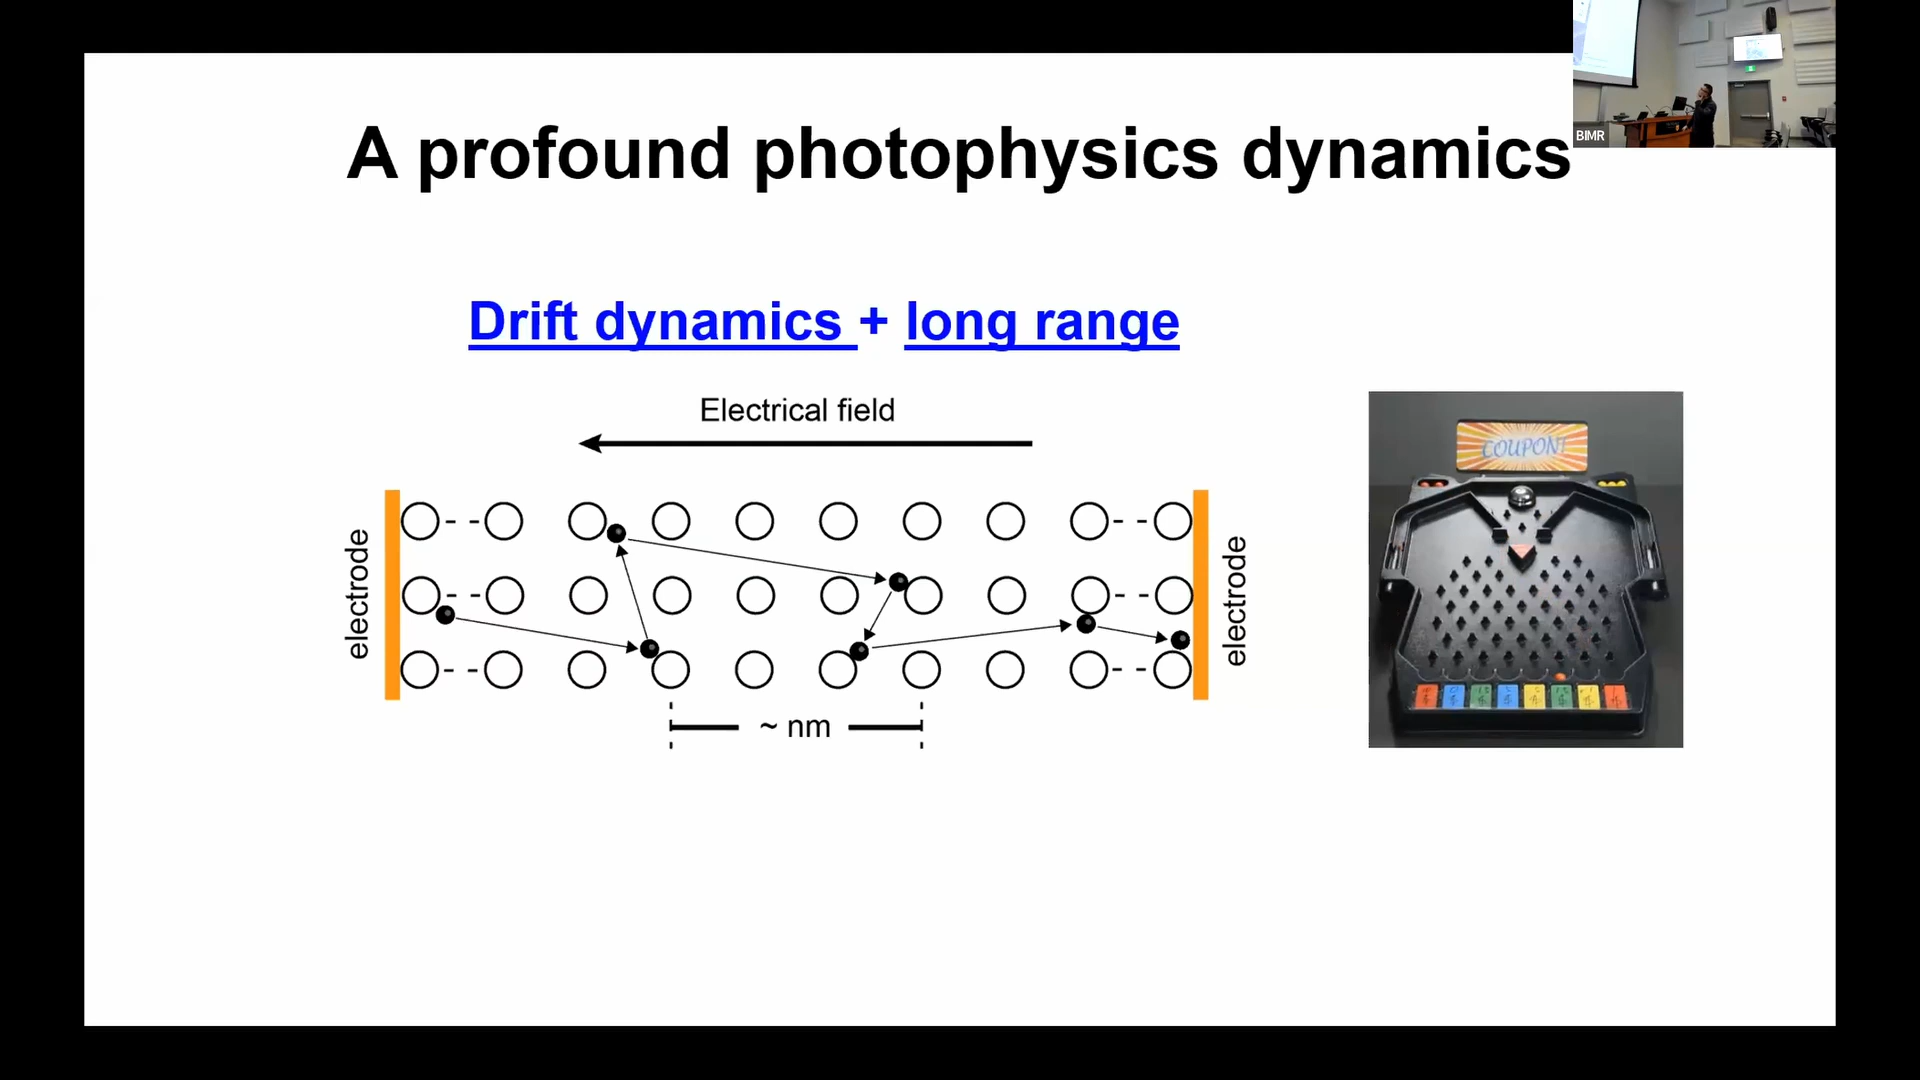 BIMR
A profound photophysics dynamics
Drift dynamics + long range
Electrical field
electrode
electrode
~ nm
COUPON!